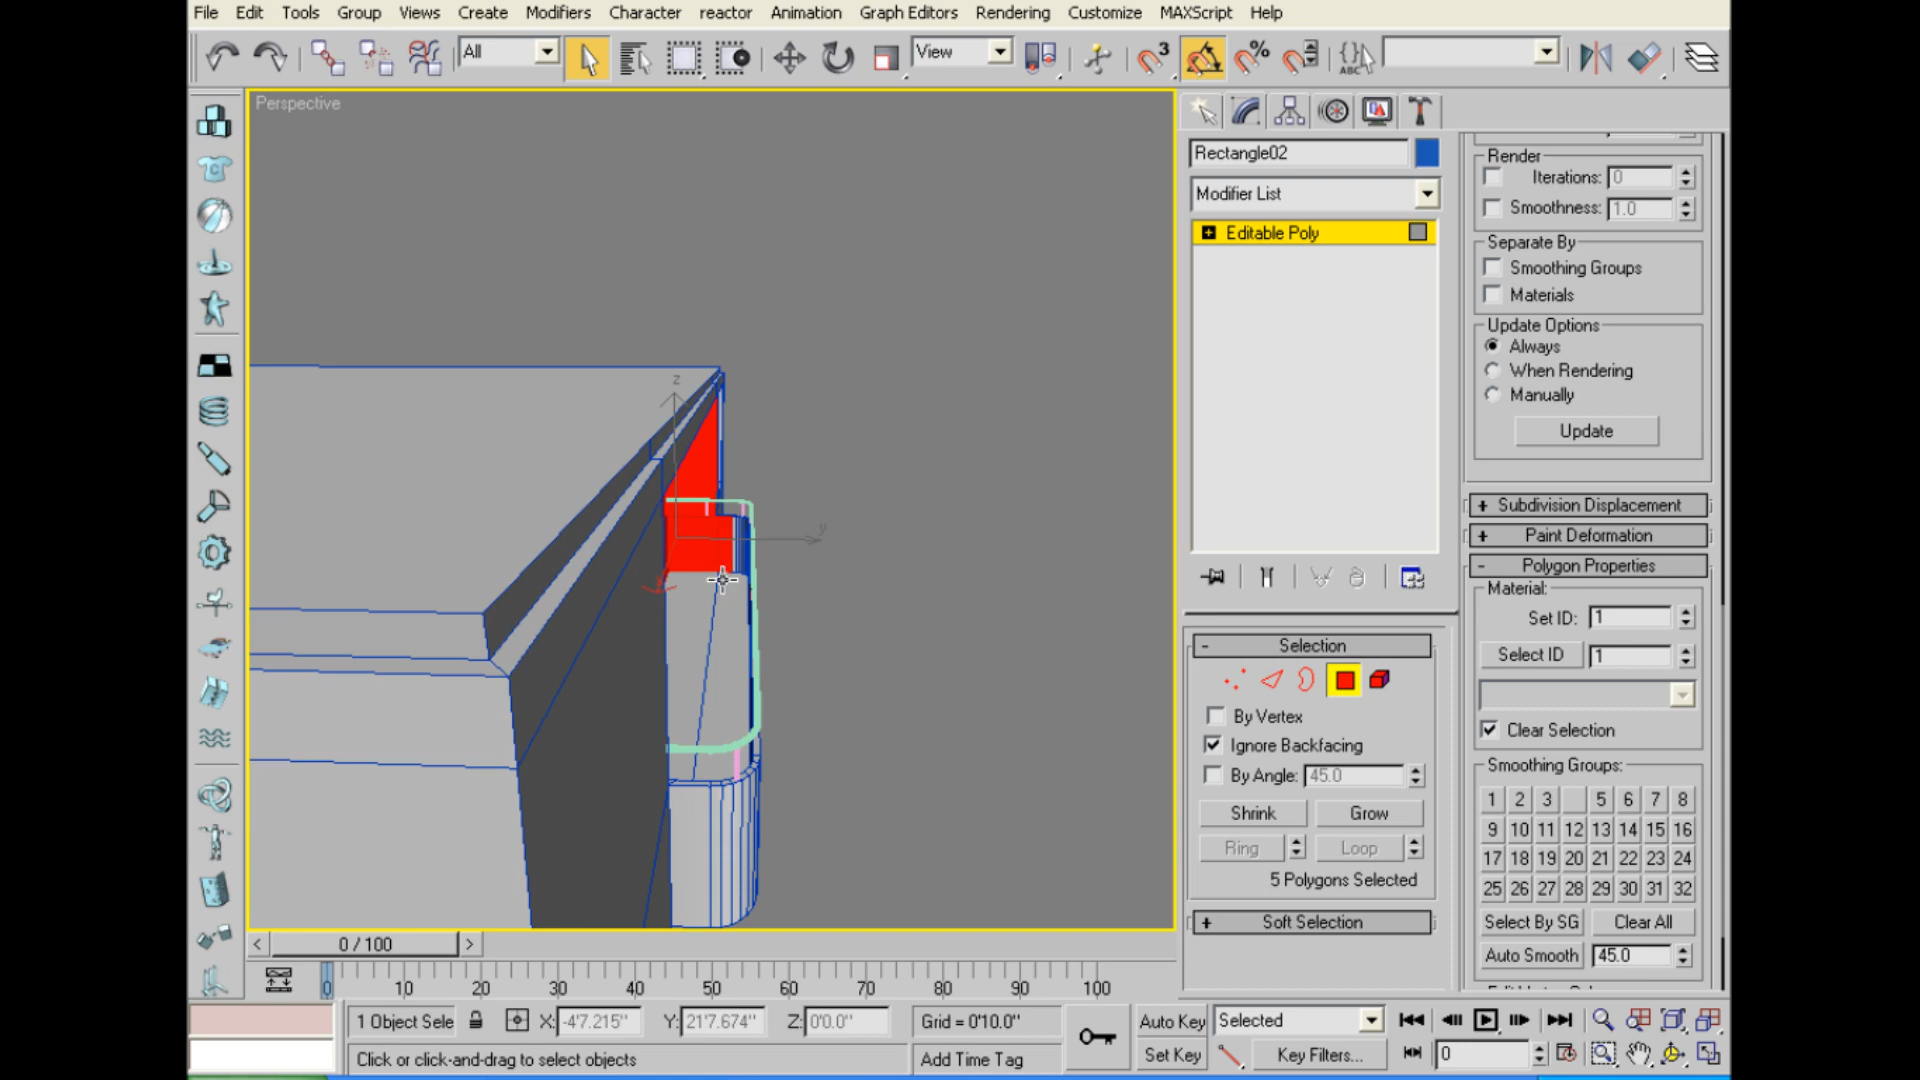 File Edit Tools Group Views Create Modifiers Character reactor Animation Graph Editors Rendering Customize MAXScript Help
All
View
3
%
ABC
Perspective
z
y
Rectangle02
Modifier List
Editable Poly
Selection
By Vertex
Ignore Backfacing
By Angle: 45.0
Shrink Grow
Ring Loop
5 Polygons Selected
Soft Selection
Render
Iterations: 0
Smoothness: 1.0
Separate By
Smoothing Groups
Materials
Update Options
Always
When Rendering
Manually
Update
Subdivision Displacement
Paint Deformation
Polygon Properties
Material:
Set ID: 1
Select ID 1
Clear Selection
Smoothing Groups:
1 2 3 5 6 7 8
9 10 11 12 13 14 15 16
17 18 19 20 21 22 23 24
25 26 27 28 29 30 31 32
Select By SG Clear All
Auto Smooth 45.0
< 0 / 100 >
0 10 20 30 40 50 60 70 80 90 100
1 Object Sele X: -4'7.215" Y: 21'7.674" Z: 0'0.0" Grid = 0'10.0" Auto Key Selected
Click or click-and-drag to select objects Add Time Tag Set Key Key Filters... 0